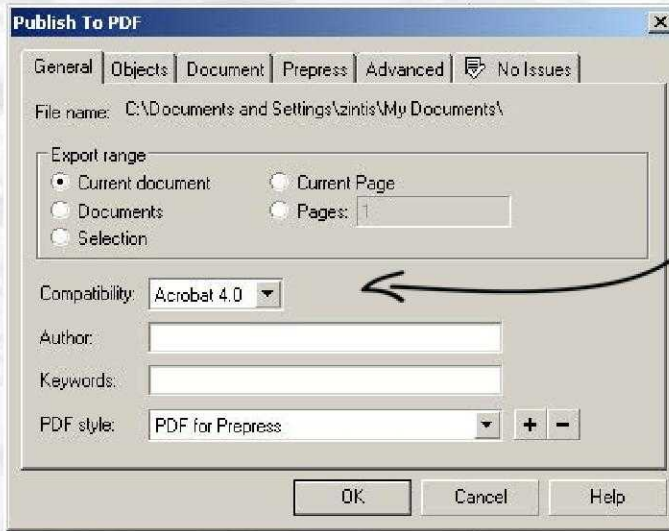 Publish To PDF
General Objects Document Prepress Advanced No Issues
File name: C:\Documents and Settings\zintis\My Documents\
Export range
Current document Current Page
Documents Pages: 1
Selection
Compatibility: Acrobat 4.0
Author:
Keywords:
PDF style: PDF for Prepress + −
OK Cancel Help